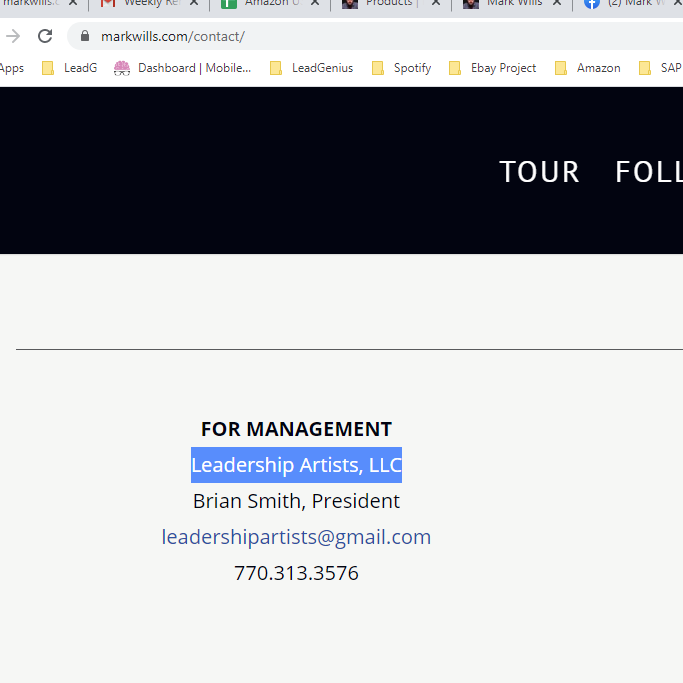 markwills.c Weekly Re Amazon U Products | Mark Wills (2) Mark W
markwills.com/contact/
Apps LeadG Dashboard | Mobile... LeadGenius Spotify Ebay Project Amazon SAP
TOUR FOLL
FOR MANAGEMENT
Leadership Artists, LLC
Brian Smith, President
leadershipartists@gmail.com
770.313.3576